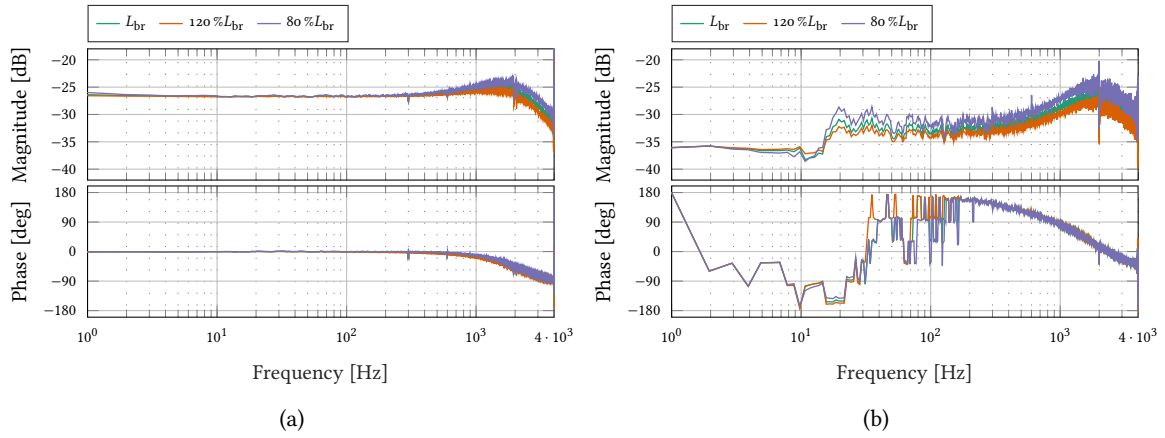 L_br 120 %L_br 80 %L_br
Magnitude [dB]
−20
−25
−30
−35
−40
Phase [deg]
180
90
0
−90
−180
10^0 10^1 10^2 10^3 4 · 10^3
Frequency [Hz]
(a)
L_br 120 %L_br 80 %L_br
Magnitude [dB]
−20
−25
−30
−35
−40
Phase [deg]
180
90
0
−90
−180
10^0 10^1 10^2 10^3 4 · 10^3
Frequency [Hz]
(b)